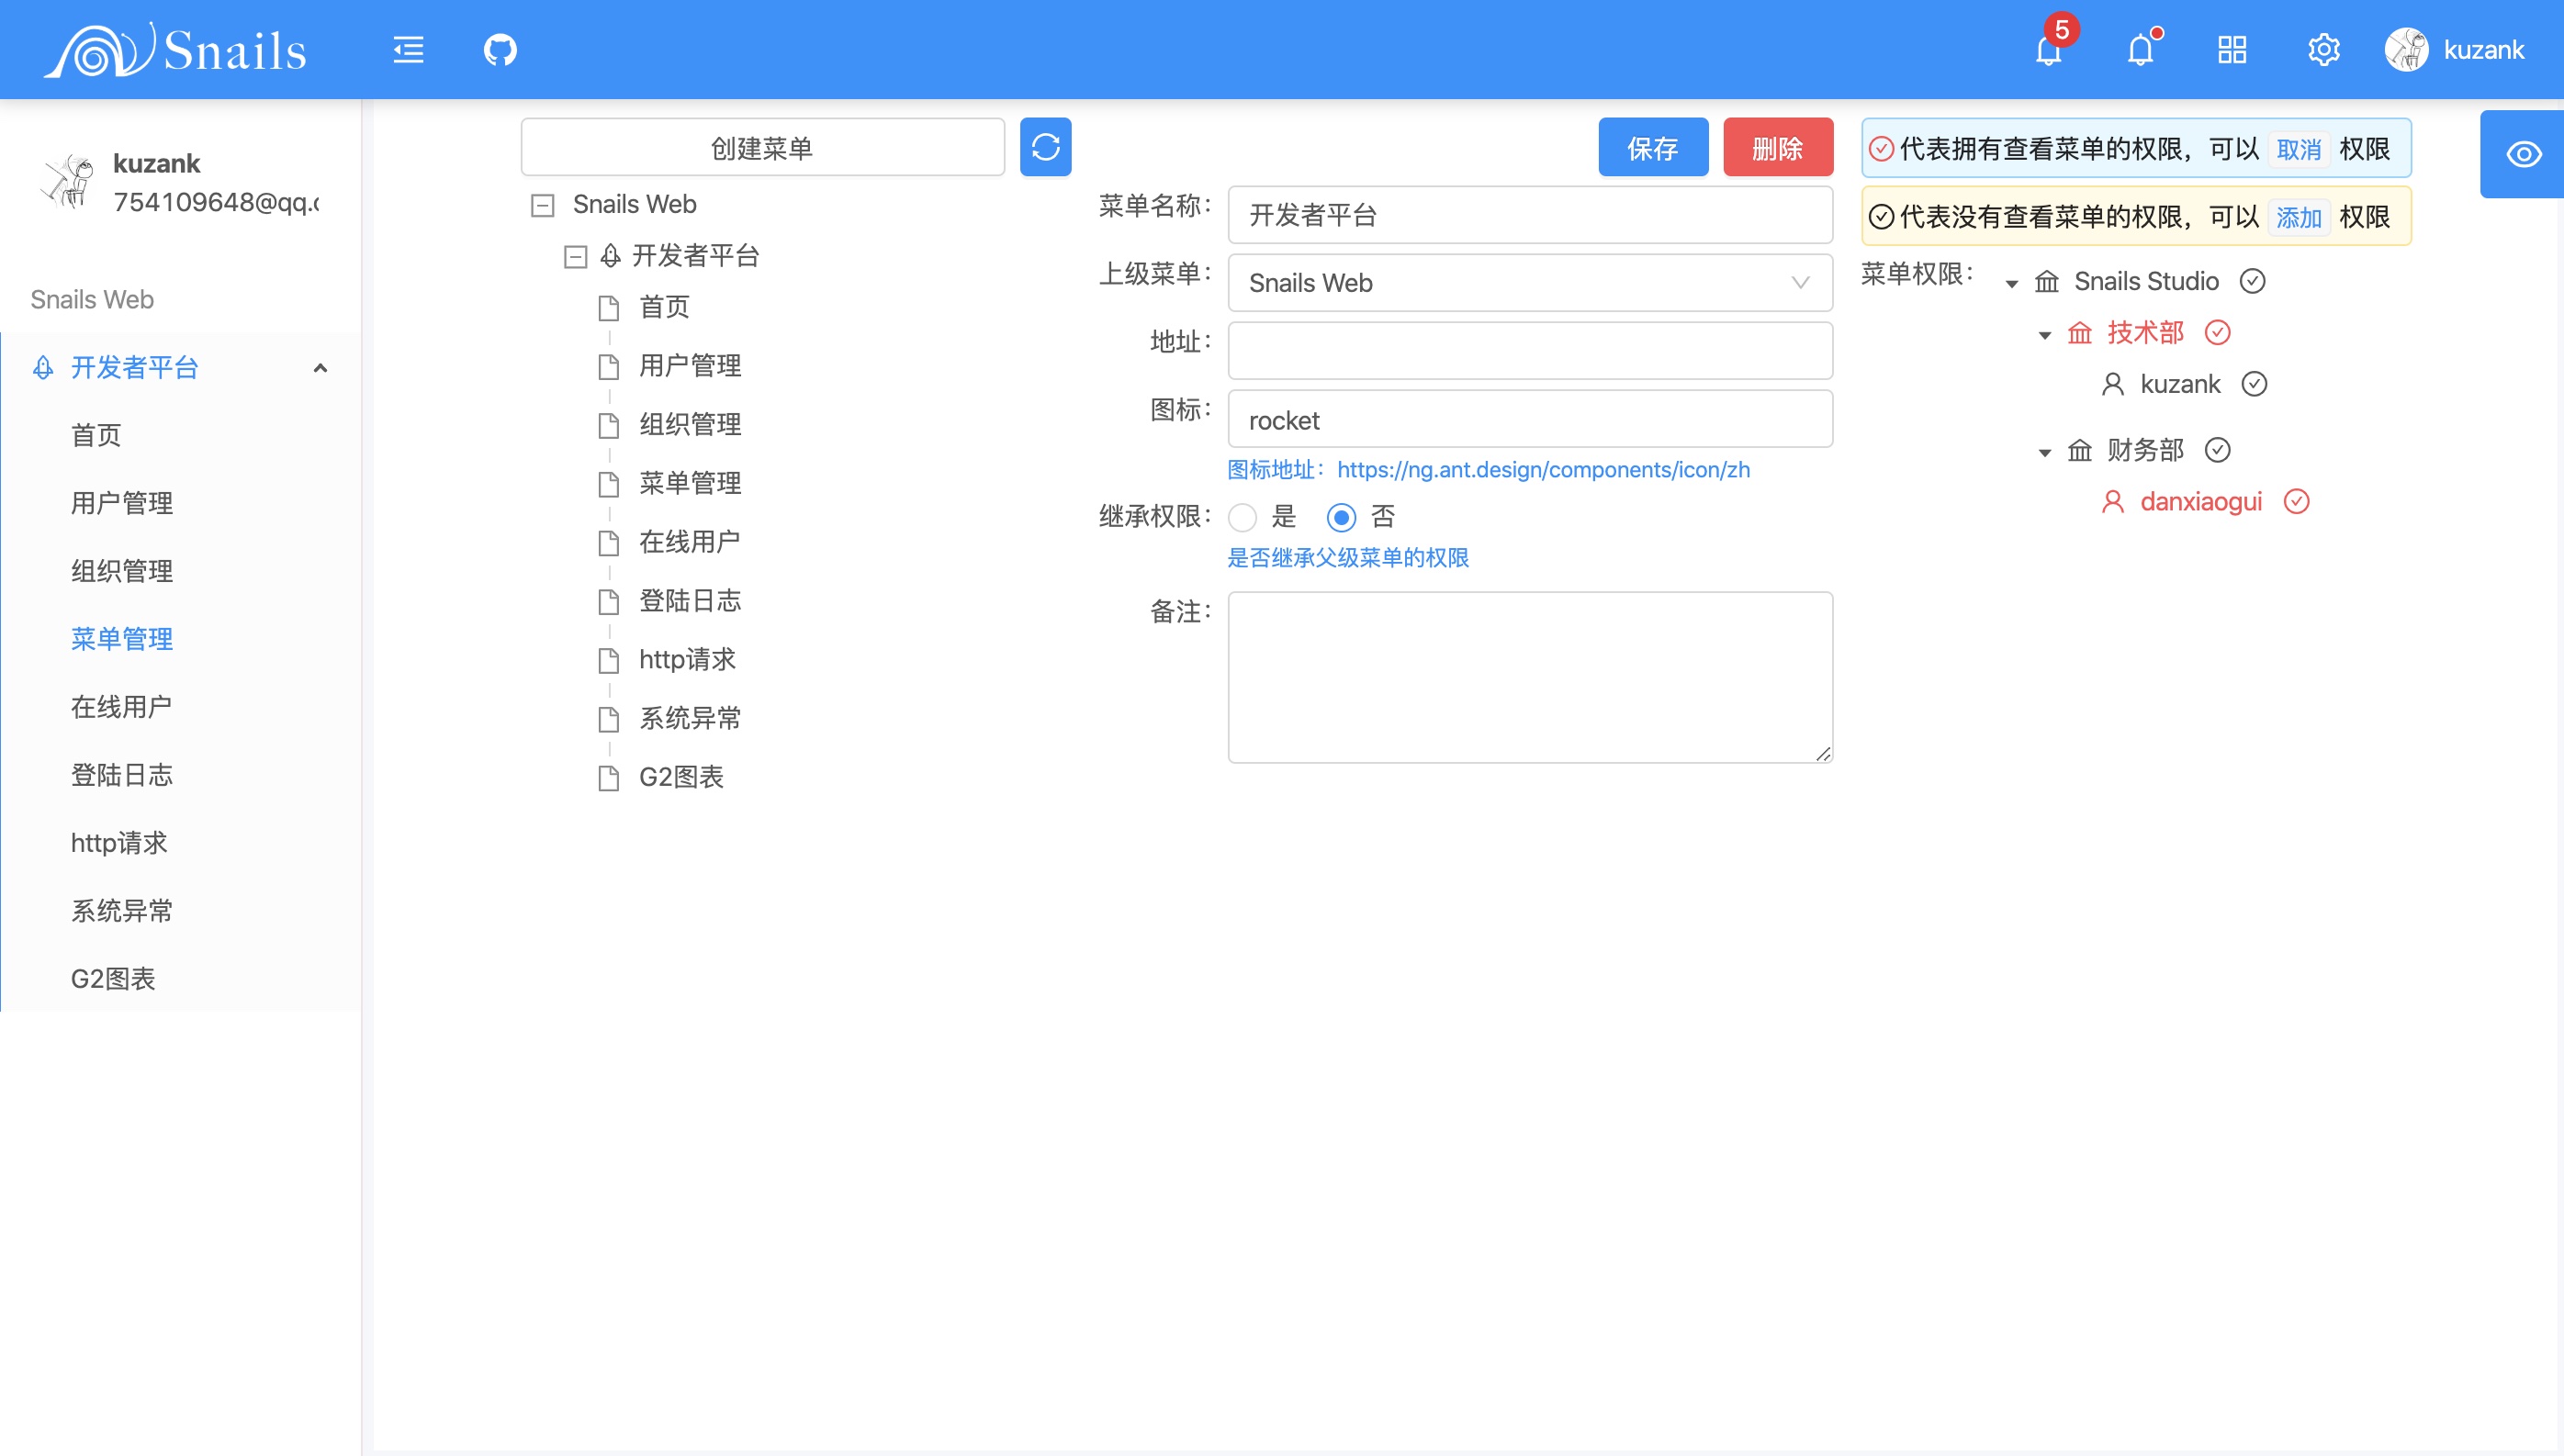 Snails
5
kuzank
kuzank
754109648@qq.c
Snails Web
开发者平台
首页
用户管理
组织管理
菜单管理
在线用户
登陆日志
http请求
系统异常
G2图表
创建菜单
Snails Web
开发者平台
首页
用户管理
组织管理
菜单管理
在线用户
登陆日志
http请求
系统异常
G2图表
保存 删除
菜单名称: 开发者平台
上级菜单: Snails Web
地址:
图标: rocket
图标地址：https://ng.ant.design/components/icon/zh
继承权限: 是 否
是否继承父级菜单的权限
备注:
代表拥有查看菜单的权限，可以 取消 权限
代表没有查看菜单的权限，可以 添加 权限
菜单权限: Snails Studio
技术部
kuzank
财务部
danxiaogui